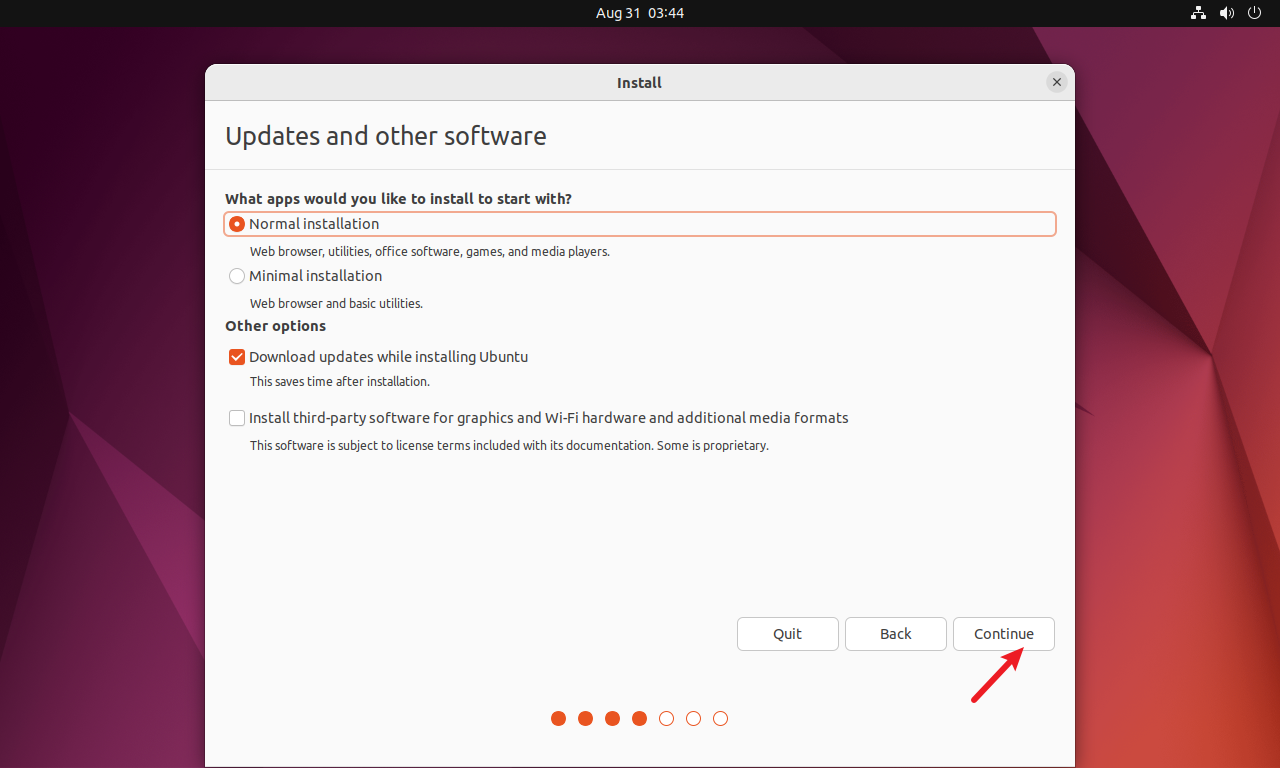 Aug 31 03:44
Install
Updates and other software
What apps would you like to install to start with?
Normal installation
Web browser, utilities, office software, games, and media players.
Minimal installation
Web browser and basic utilities.
Other options
Download updates while installing Ubuntu
This saves time after installation.
Install third-party software for graphics and Wi-Fi hardware and additional media formats
This software is subject to license terms included with its documentation. Some is proprietary.
Quit
Back
Continue